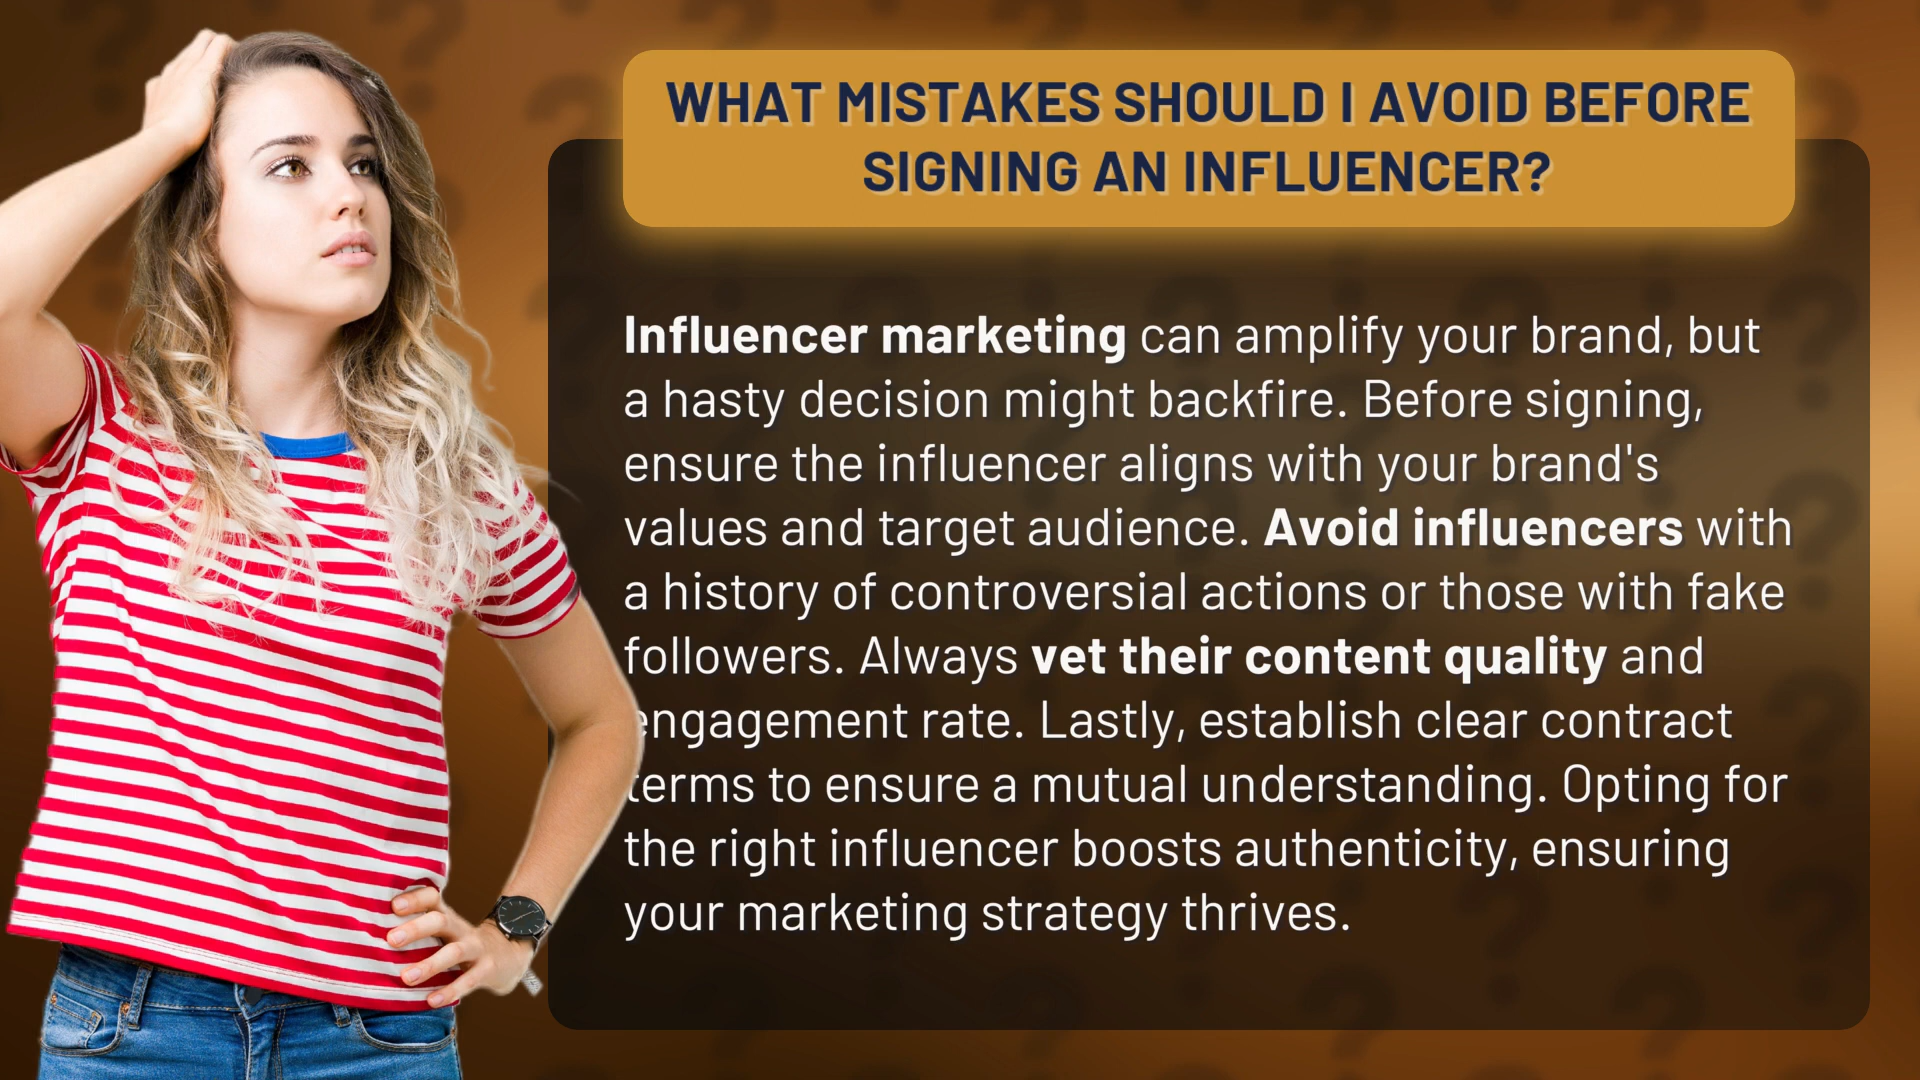 WHAT MISTAKES SHOULD I AVOID BEFORE
SIGNING AN INFLUENCER?
Influencer marketing can amplify your brand, but
a hasty decision might backfire. Before signing,
ensure the influencer aligns with your brand's
values and target audience. Avoid influencers with
a history of controversial actions or those with fake
followers. Always vet their content quality and
engagement rate. Lastly, establish clear contract
terms to ensure a mutual understanding. Opting for
the right influencer boosts authenticity, ensuring
your marketing strategy thrives.